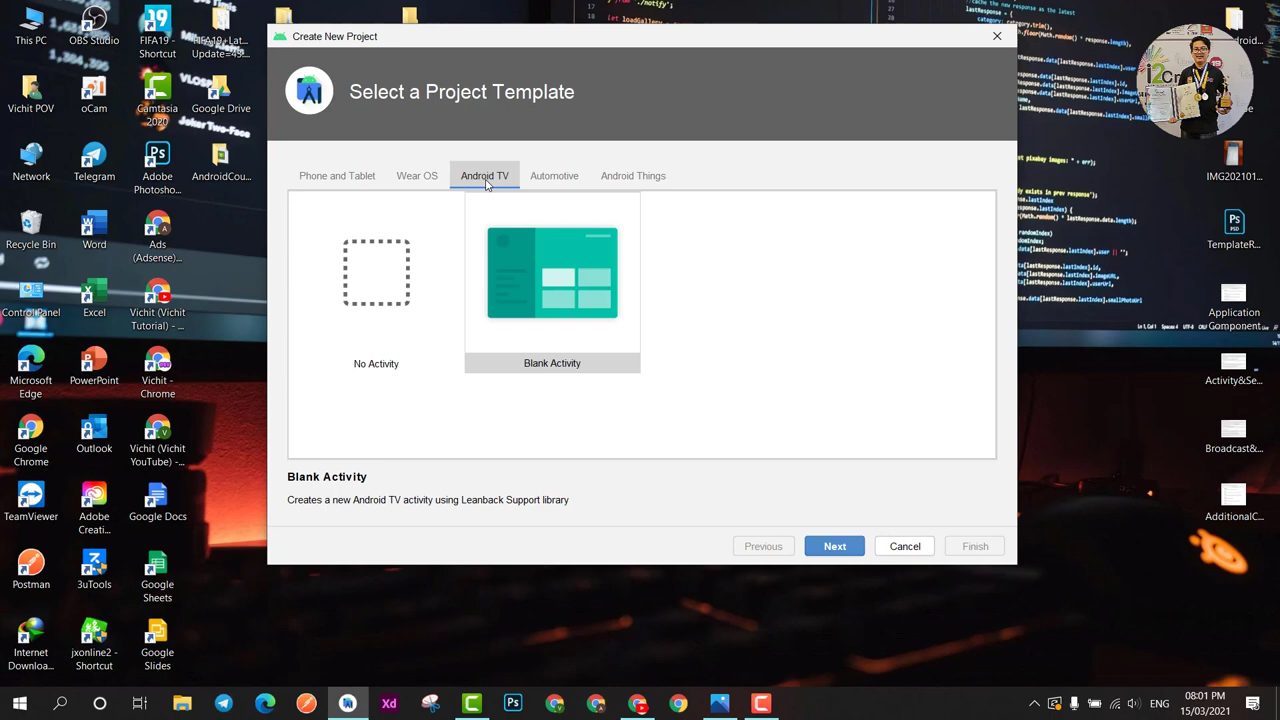 This PC
OBS Studio
FIFA19 -
Shortcut
FIFA19_Lat...
Update=45...
Create New Project
Select a Project Template
Phone and Tablet
Wear OS
Android TV
Automotive
Android Things
No Activity
Blank Activity
Blank Activity
Creates a new Android TV activity using Leanback Support library
Previous
Next
Cancel
Finish
Vichit POV
oCam
Camtasia
2020
Google Drive
Network
Telegram
Adobe
Photosho...
AndroidCou...
Recycle Bin
Word
Ads
(Adsense)...
Control Panel
Excel
Vichit (Vichit
Tutorial) - ...
Microsoft
Edge
PowerPoint
Vichit -
Chrome
Google
Chrome
Outlook
Vichit (Vichit
YouTube) -...
TeamViewer
Adobe
Creati...
Google Docs
Postman
3uTools
Google
Sheets
Internet
Downloa...
jxonline2 -
Shortcut
Google
Slides
IMG202101...
TemplateR...
Application
Component...
Activity&Se...
Broadcast&...
AdditionalC...
ENG
08:01 PM
15/03/2021